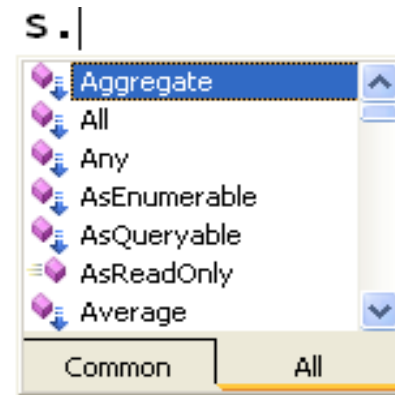 s.
Aggregate
All
Any
AsEnumerable
AsQueryable
AsReadOnly
Average
Common All